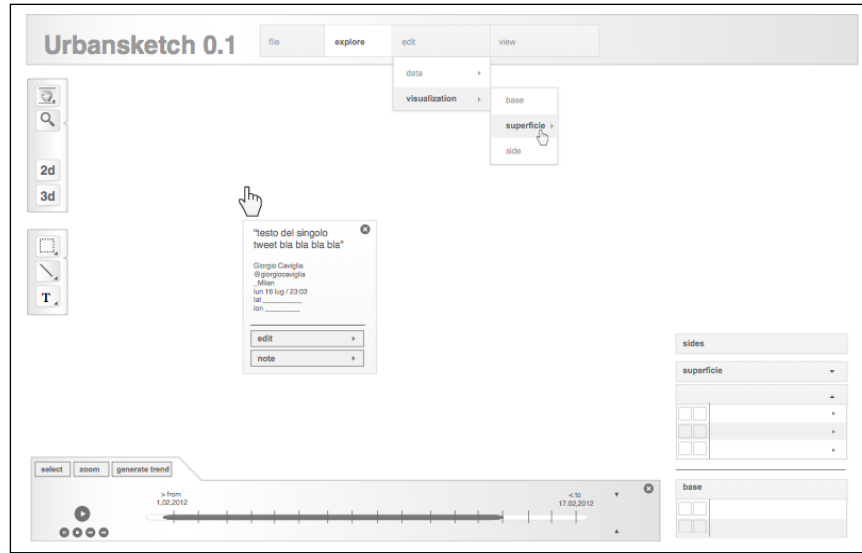 Urbansketch 0.1
file
explore
edit
view
data
visualization
base
superficie
side
2d
3d
T
"testo del singolo
tweet bla bla bla bla"
Giorgio Caviglia
@giorgiocaviglia
_Milan
lun 16 lug / 23:03
lat __________
lon _________
edit
note
sides
superficie
base
select
zoom
generate trend
> from
1,02,2012
< to
17.02,2012